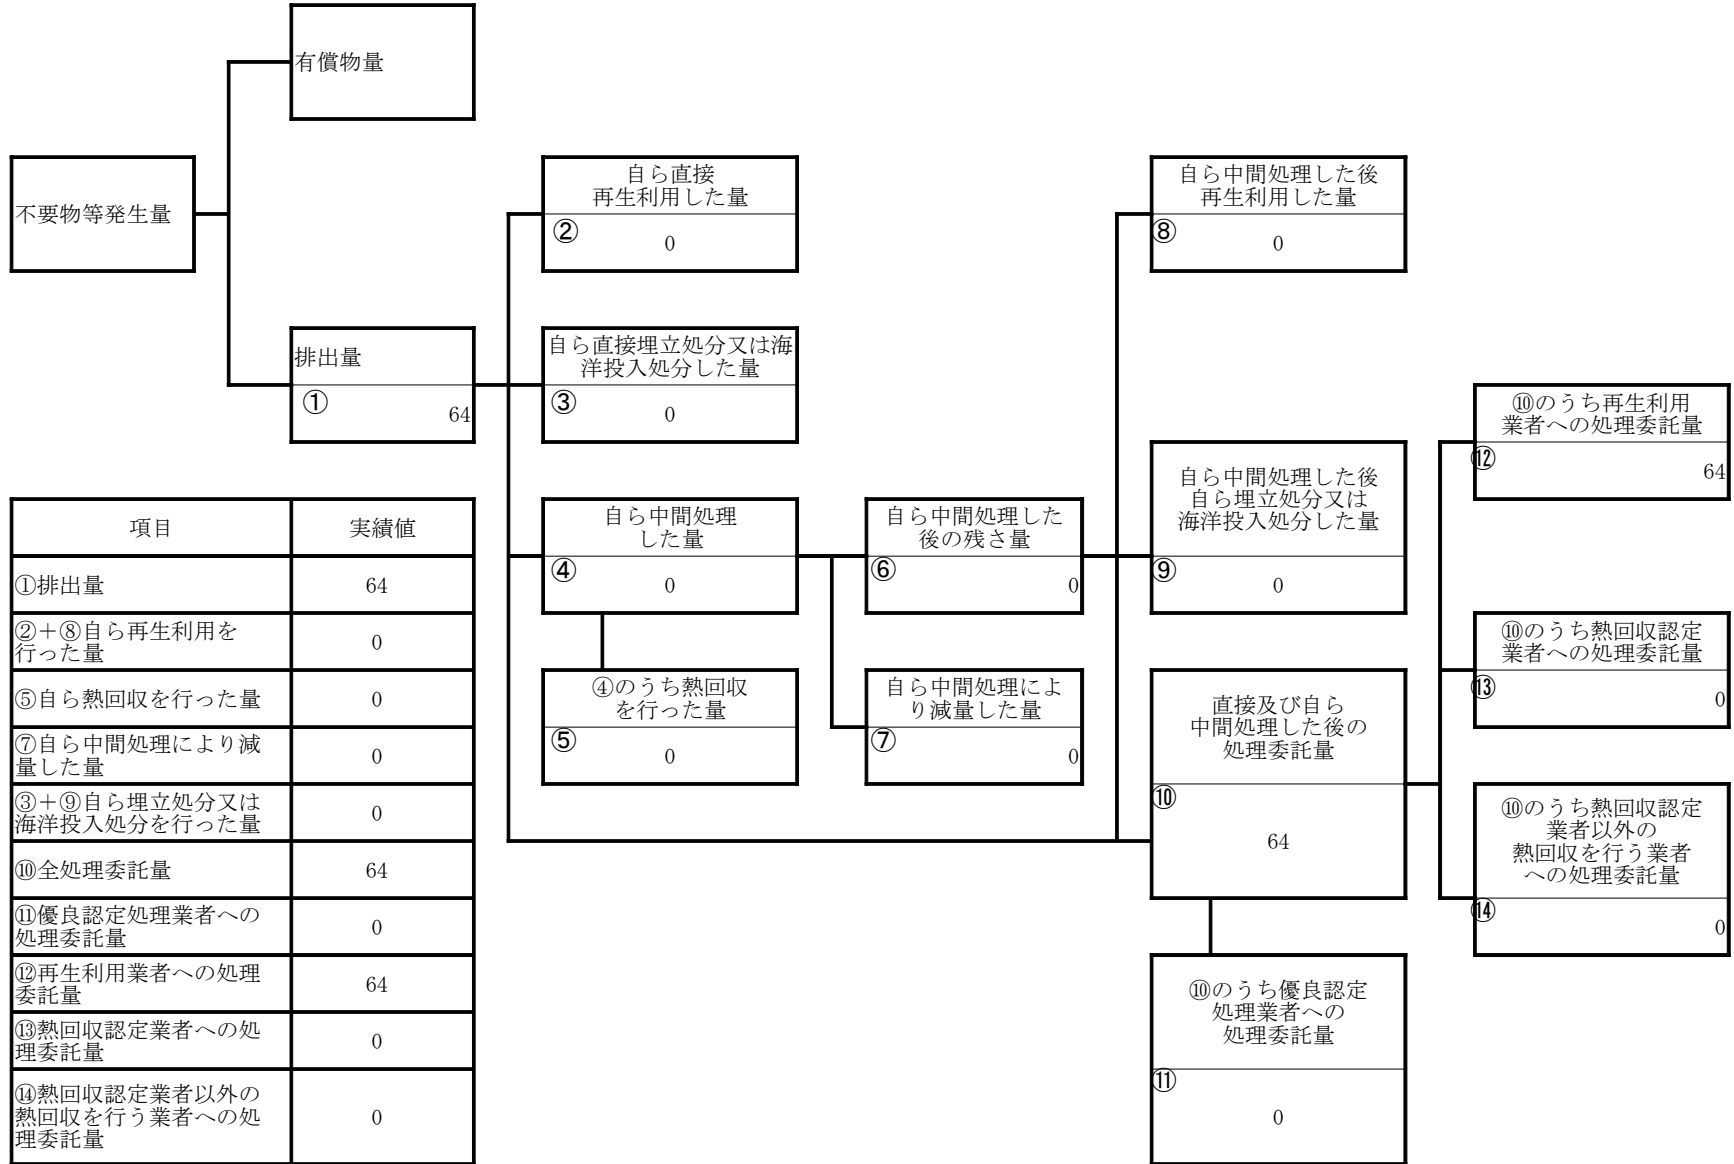 有償物量
不要物等発生量
自ら直接
再生利用した量
②
0
自ら中間処理した後
再生利用した量
⑧
0
排出量
①
64
自ら直接埋立処分又は海
洋投入処分した量
③
0
⑩のうち再生利用
業者への処理委託量
⑫
64
自ら中間処理した後
自ら埋立処分又は
海洋投入処分した量
⑨
0
自ら中間処理
した量
④
0
自ら中間処理した
後の残さ量
⑥
0
④のうち熱回収
を行った量
⑤
0
自ら中間処理によ
り減量した量
⑦
0
直接及び自ら
中間処理した後の
処理委託量
⑩
64
⑩のうち熱回収認定
業者への処理委託量
⑬
0
⑩のうち熱回収認定
業者以外の
熱回収を行う業者
への処理委託量
⑭
0
⑩のうち優良認定
処理業者への
処理委託量
⑪
0
項目 実績値
①排出量 64
②＋⑧自ら再生利用を
行った量 0
⑤自ら熱回収を行った量 0
⑦自ら中間処理により減
量した量 0
③＋⑨自ら埋立処分又は
海洋投入処分を行った量 0
⑩全処理委託量 64
⑪優良認定処理業者への
処理委託量 0
⑫再生利用業者への処理
委託量 64
⑬熱回収認定業者への処
理委託量 0
⑭熱回収認定業者以外の
熱回収を行う業者への処
理委託量 0